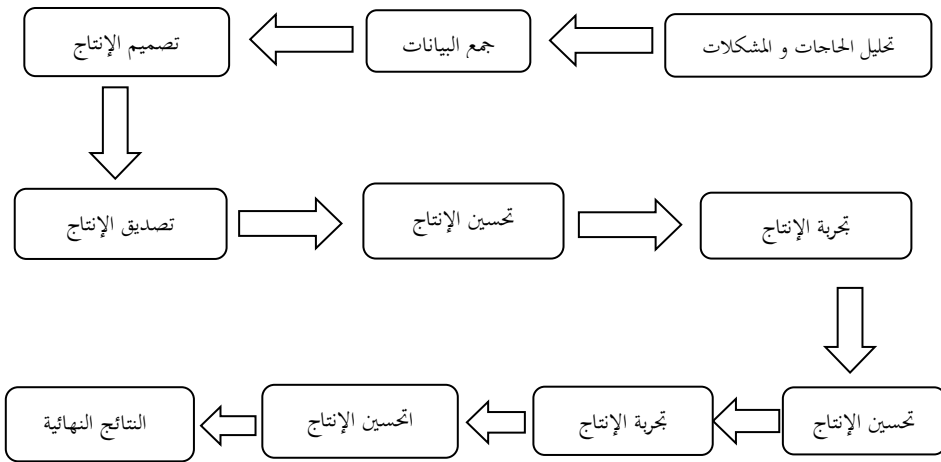 تحليل الحاجات و المشكلات
جمع البيانات
تصميم الإنتاج
تصديق الإنتاج
تحسين الإنتاج
تجربة الإنتاج
تحسين الإنتاج
تجربة الإنتاج
اتحسين الإنتاج
النتائج النهائية